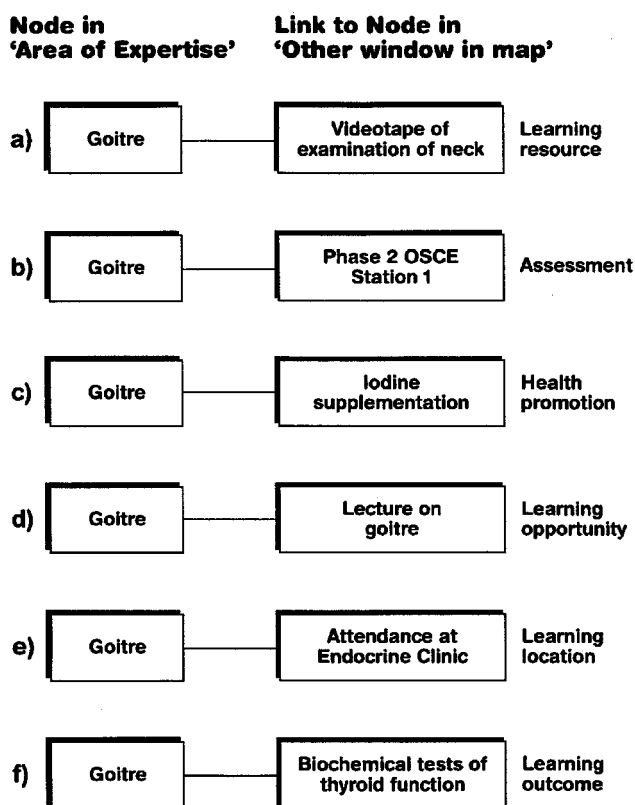 Node in
'Area of Expertise'
Link to Node in
'Other window in map'
a)
Goitre
Videotape of
examination of neck
Learning
resource
b)
Goitre
Phase 2 OSCE
Station 1
Assessment
c)
Goitre
Iodine
supplementation
Health
promotion
d)
Goitre
Lecture on
goitre
Learning
opportunity
e)
Goitre
Attendance at
Endocrine Clinic
Learning
location
f)
Goitre
Biochemical tests of
thyroid function
Learning
outcome